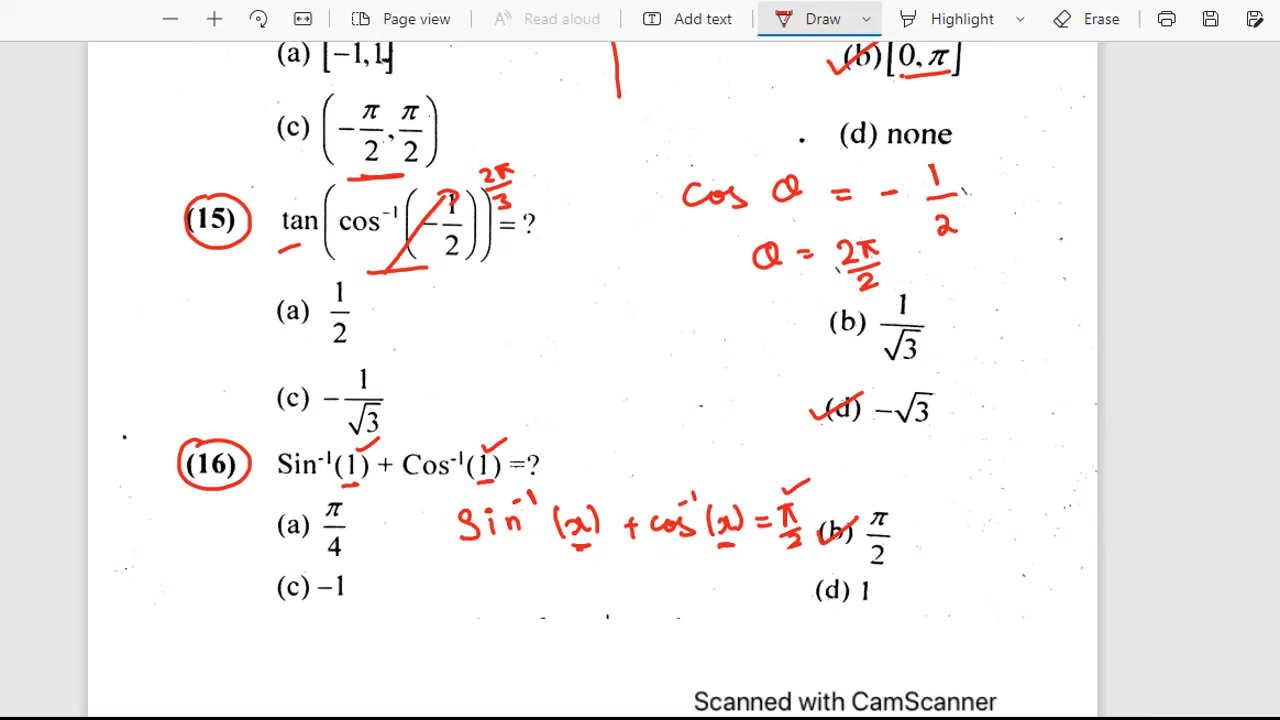 Page view Read aloud Add text Draw Highlight Erase
(a) [−1,1] (b) [0, π]
(c) (−π/2, π/2) (d) none
(15) tan(cos⁻¹(−1/2)) = ?
2π/3
cos θ = − 1/2
θ = 2π/2
(a) 1/2 (b) 1/√3
(c) −1/√3 (d) −√3
(16) Sin⁻¹(1) + Cos⁻¹(1) =?
(a) π/4 (b) π/2
Sin⁻¹ (x) + cos⁻¹ (x) = π/2
(c) −1 (d) 1
Scanned with CamScanner